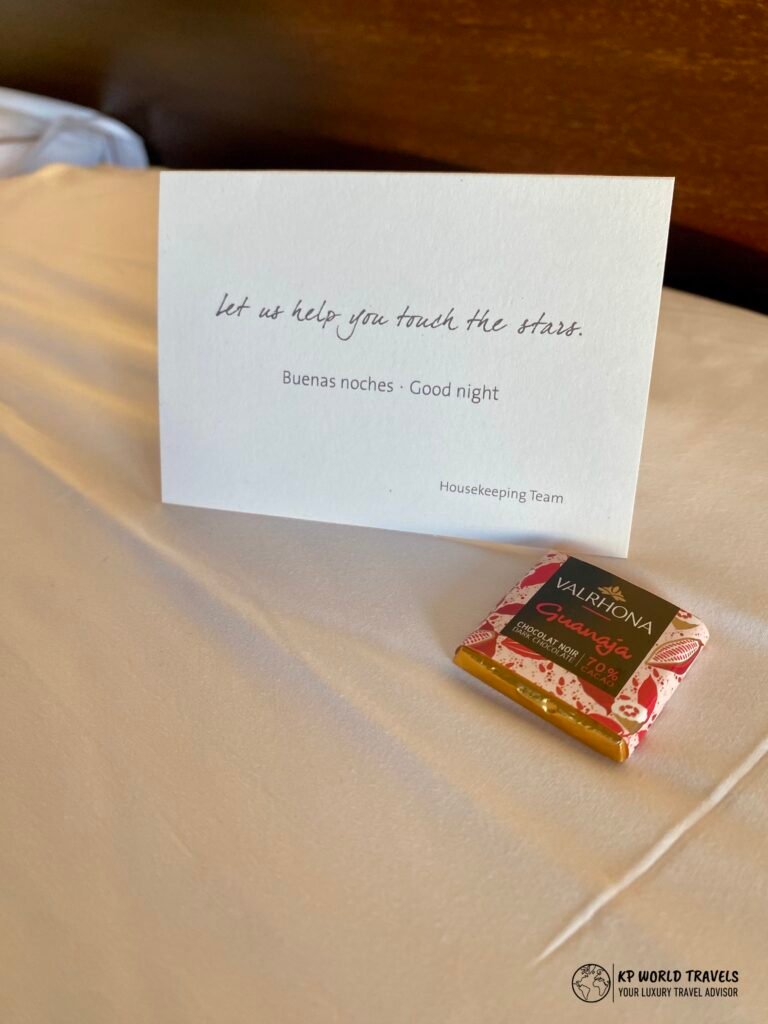 Let us help you touch the stars.
Buenas noches · Good night
Housekeeping Team
VALRHONA
Guanaja
CHOCOLAT NOIR
DARK CHOCOLATE
70%
CACAO
KP WORLD TRAVELS
YOUR LUXURY TRAVEL ADVISOR